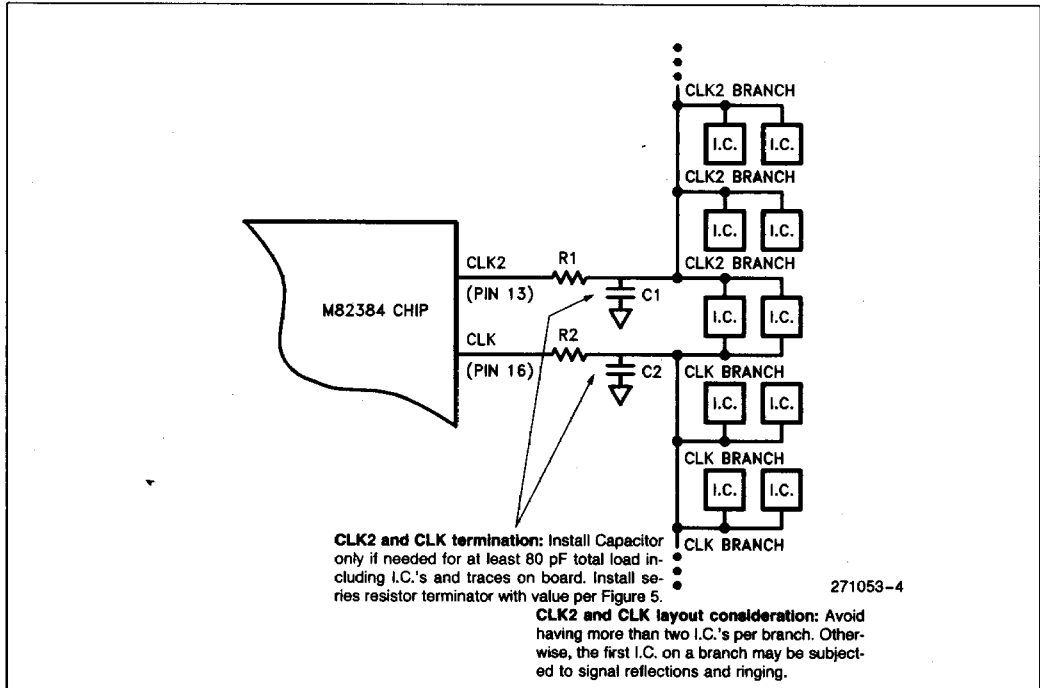 CLK2 BRANCH
I.C. I.C.
CLK2 BRANCH
I.C. I.C.
CLK2 BRANCH
M82384 CHIP
CLK2
(PIN 13)
R1
C1
I.C. I.C.
CLK
(PIN 16)
R2
C2
CLK BRANCH
I.C. I.C.
CLK BRANCH
I.C. I.C.
CLK BRANCH
CLK2 and CLK termination: Install Capacitor
only if needed for at least 80 pF total load in-
cluding I.C.'s and traces on board. Install se-
ries resistor terminator with value per Figure 5.
271053-4
CLK2 and CLK layout consideration: Avoid
having more than two I.C.'s per branch. Other-
wise, the first I.C. on a branch may be subject-
ed to signal reflections and ringing.